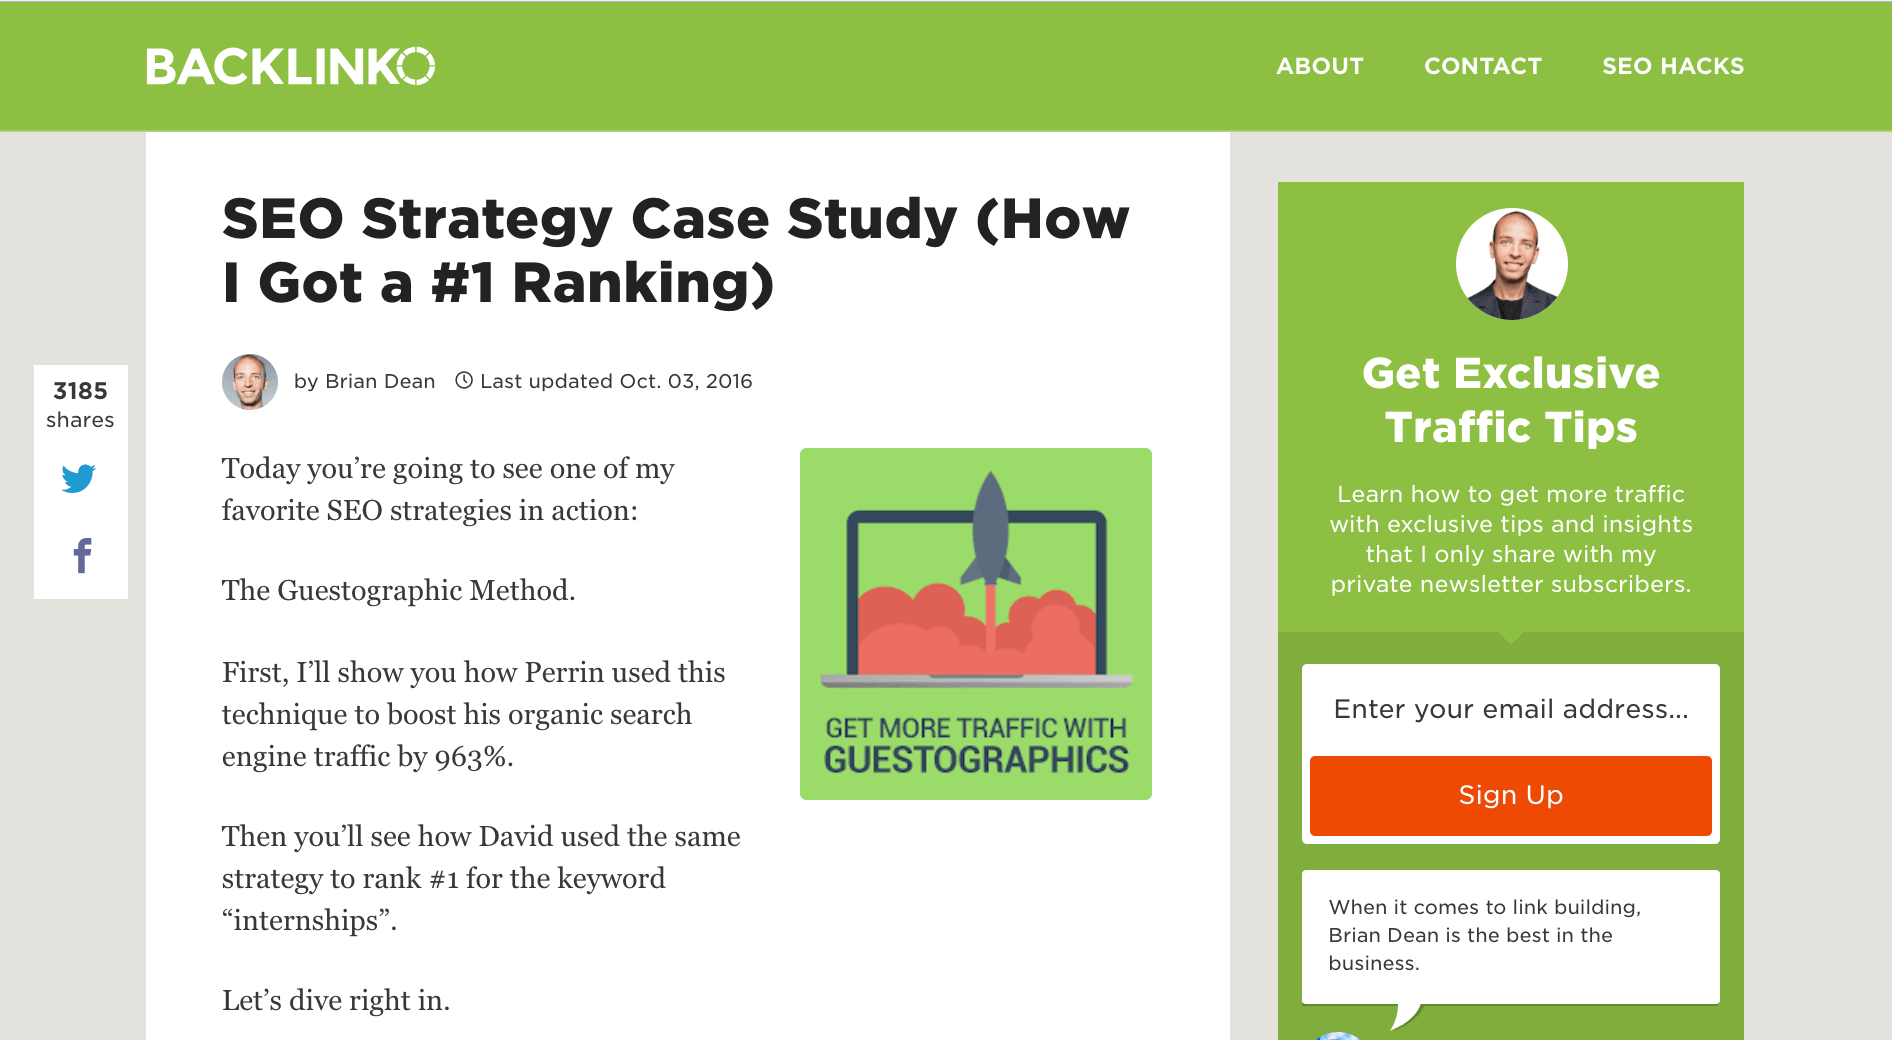 BACKLINKO
ABOUT
CONTACT
SEO HACKS
SEO Strategy Case Study (How
I Got a #1 Ranking)
by Brian Dean
Last updated Oct. 03, 2016
3185
shares
Today you’re going to see one of my
favorite SEO strategies in action:
The Guestographic Method.
First, I’ll show you how Perrin used this
technique to boost his organic search
engine traffic by 963%.
Then you’ll see how David used the same
strategy to rank #1 for the keyword
“internships”.
Let’s dive right in.
GET MORE TRAFFIC WITH
GUESTOGRAPHICS
Get Exclusive
Traffic Tips
Learn how to get more traffic
with exclusive tips and insights
that I only share with my
private newsletter subscribers.
Enter your email address...
Sign Up
When it comes to link building,
Brian Dean is the best in the
business.